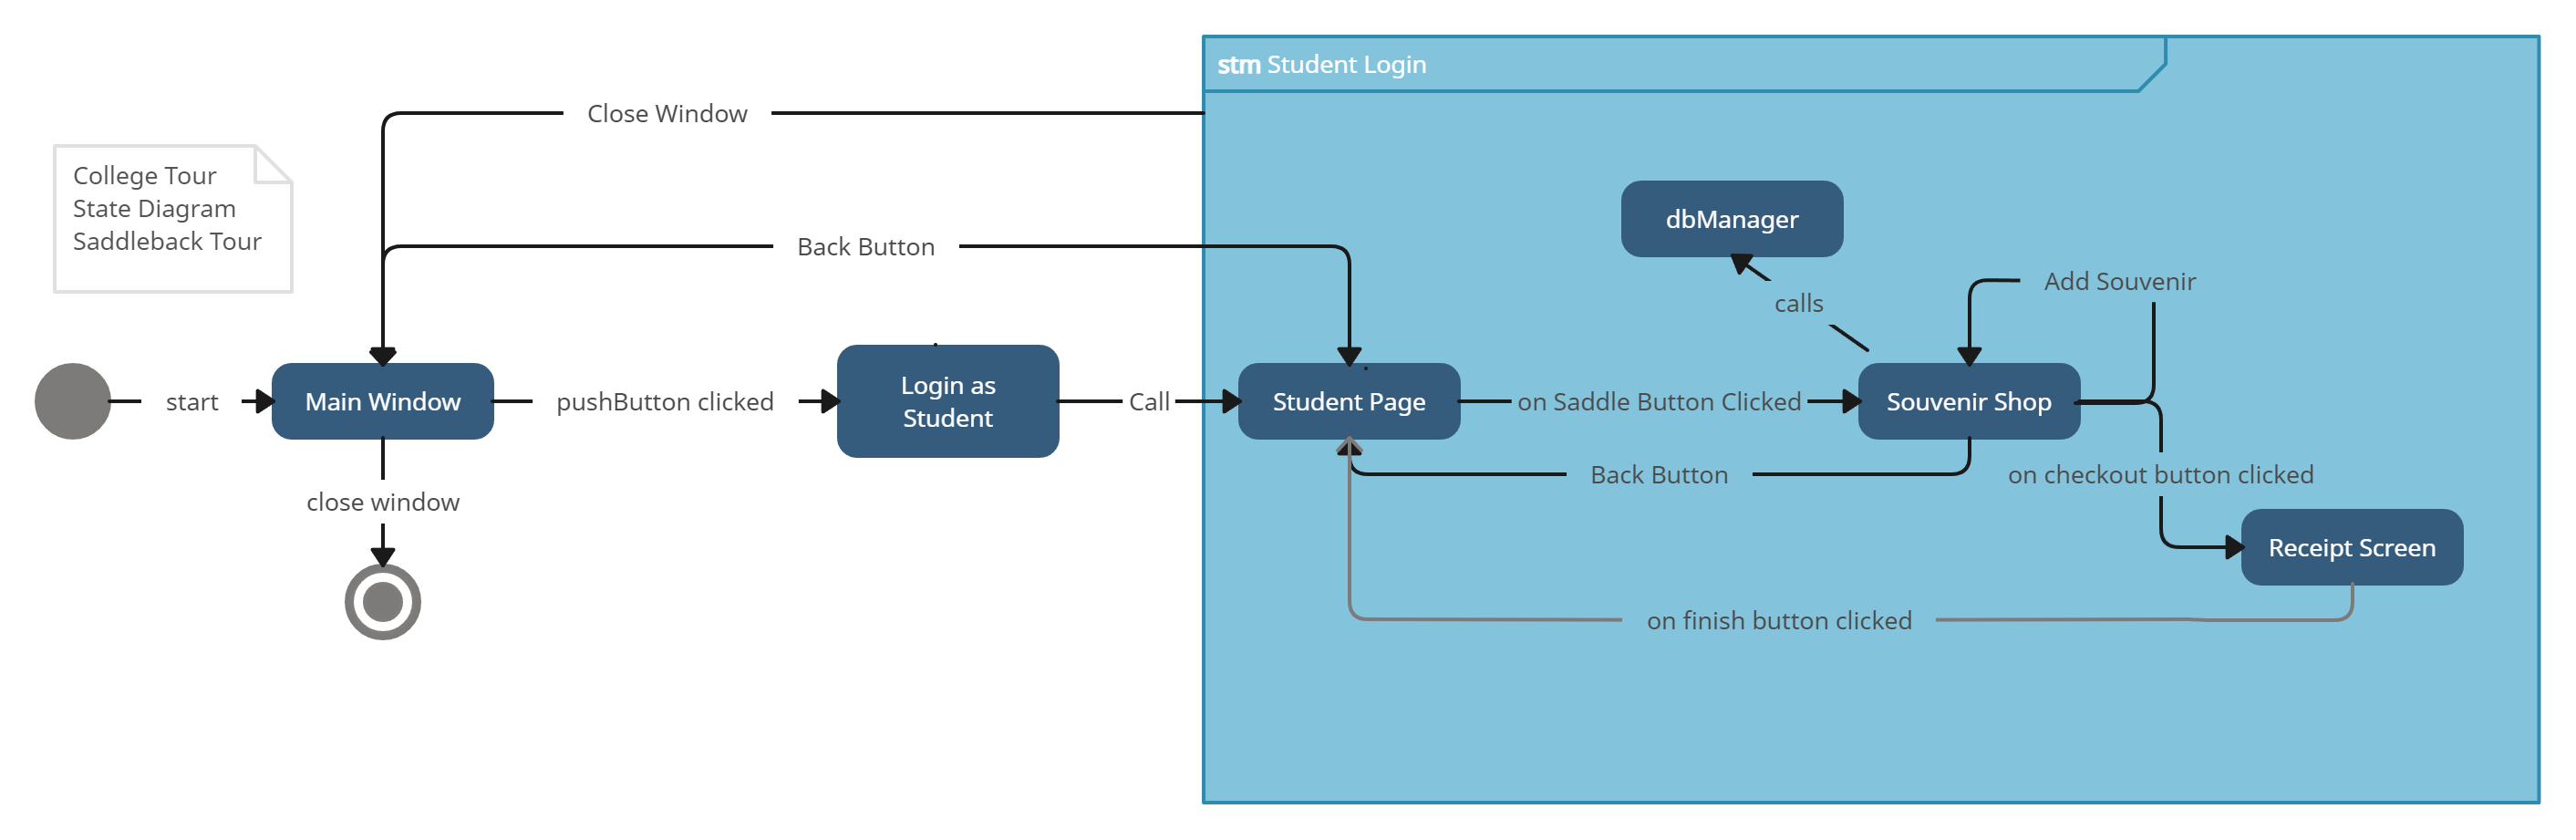 stm Student Login
Close Window
College Tour
State Diagram
Saddleback Tour
Back Button
dbManager
calls
Add Souvenir
start
Main Window
pushButton clicked
Login as
Student
Call
Student Page
on Saddle Button Clicked
Souvenir Shop
Back Button
on checkout button clicked
close window
Receipt Screen
on finish button clicked